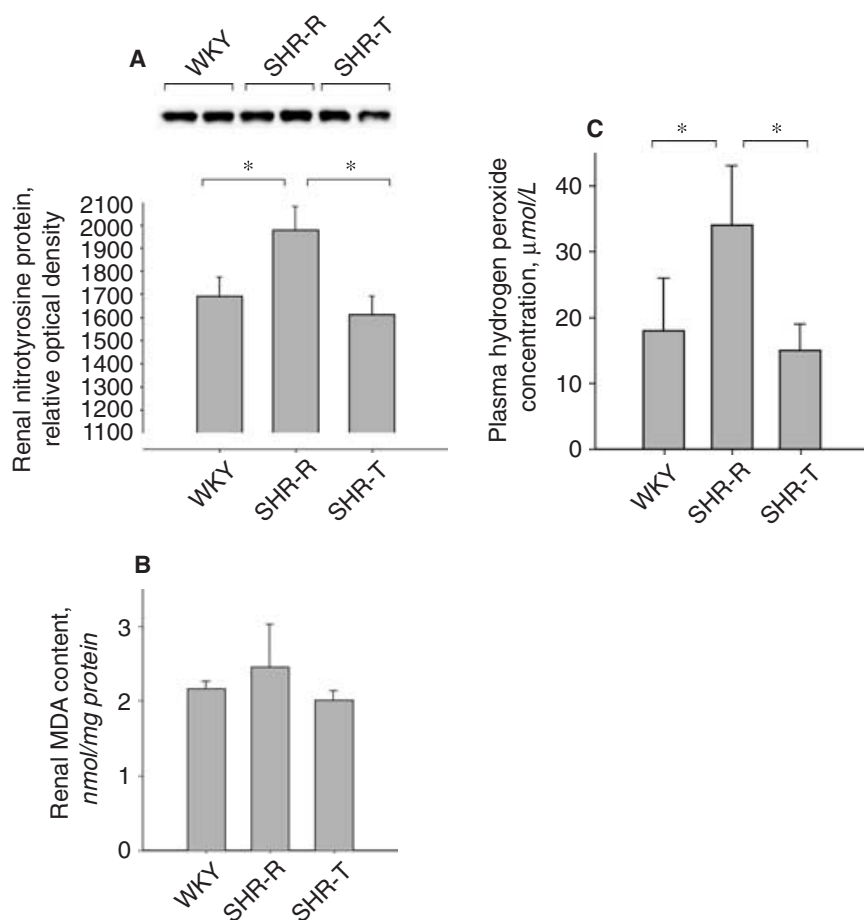 A
WKY
SHR-R
SHR-T
*
*
Renal nitrotyrosine protein,
relative optical density
2100
2000
1900
1800
1700
1600
1500
1400
1300
1200
1100
WKY
SHR-R
SHR-T
C
*
*
Plasma hydrogen peroxide
concentration, μmol/L
40
30
20
10
0
WKY
SHR-R
SHR-T
B
Renal MDA content,
nmol/mg protein
3
2
1
0
WKY
SHR-R
SHR-T